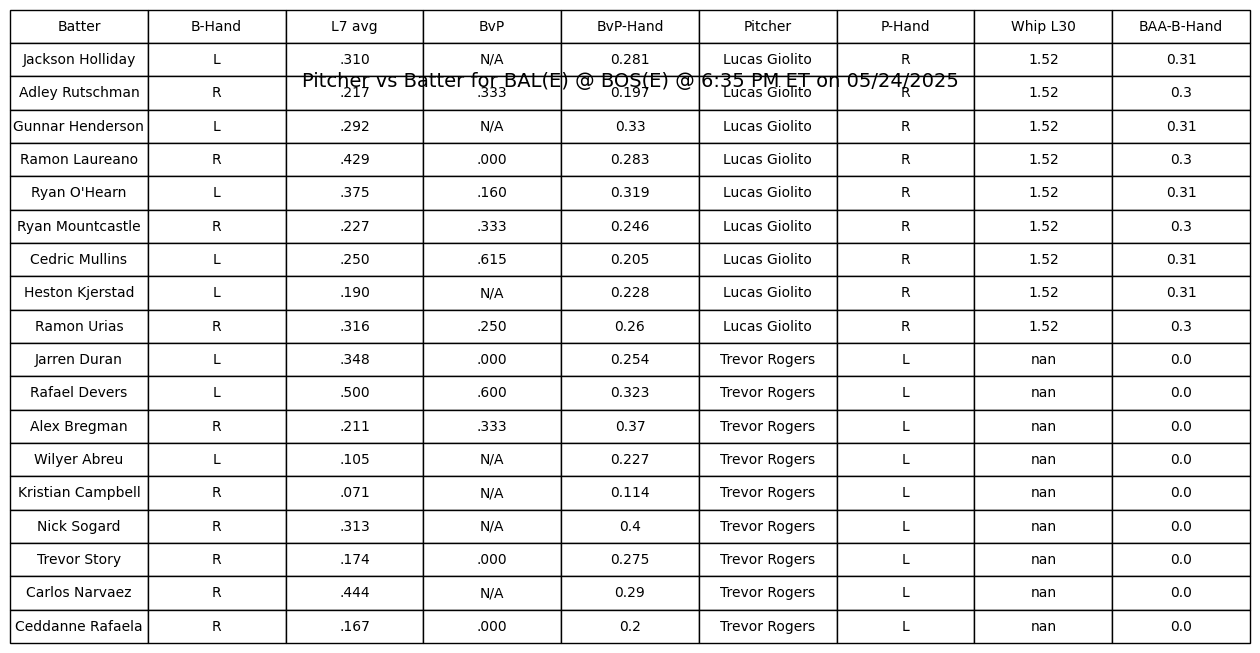 Batter B-Hand L7 avg BvP BvP-Hand Pitcher P-Hand Whip L30 BAA-B-Hand
Jackson Holliday L .310 N/A 0.281 Lucas Giolito R 1.52 0.31
Pitcher vs Batter for BAL(E) @ BOS(E) @ 6:35 PM ET on 05/24/2025
Adley Rutschman R .217 .333 0.197 Lucas Giolito R 1.52 0.3
Gunnar Henderson L .292 N/A 0.33 Lucas Giolito R 1.52 0.31
Ramon Laureano R .429 .000 0.283 Lucas Giolito R 1.52 0.3
Ryan O'Hearn L .375 .160 0.319 Lucas Giolito R 1.52 0.31
Ryan Mountcastle R .227 .333 0.246 Lucas Giolito R 1.52 0.3
Cedric Mullins L .250 .615 0.205 Lucas Giolito R 1.52 0.31
Heston Kjerstad L .190 N/A 0.228 Lucas Giolito R 1.52 0.31
Ramon Urias R .316 .250 0.26 Lucas Giolito R 1.52 0.3
Jarren Duran L .348 .000 0.254 Trevor Rogers L nan 0.0
Rafael Devers L .500 .600 0.323 Trevor Rogers L nan 0.0
Alex Bregman R .211 .333 0.37 Trevor Rogers L nan 0.0
Wilyer Abreu L .105 N/A 0.227 Trevor Rogers L nan 0.0
Kristian Campbell R .071 N/A 0.114 Trevor Rogers L nan 0.0
Nick Sogard R .313 N/A 0.4 Trevor Rogers L nan 0.0
Trevor Story R .174 .000 0.275 Trevor Rogers L nan 0.0
Carlos Narvaez R .444 N/A 0.29 Trevor Rogers L nan 0.0
Ceddanne Rafaela R .167 .000 0.2 Trevor Rogers L nan 0.0